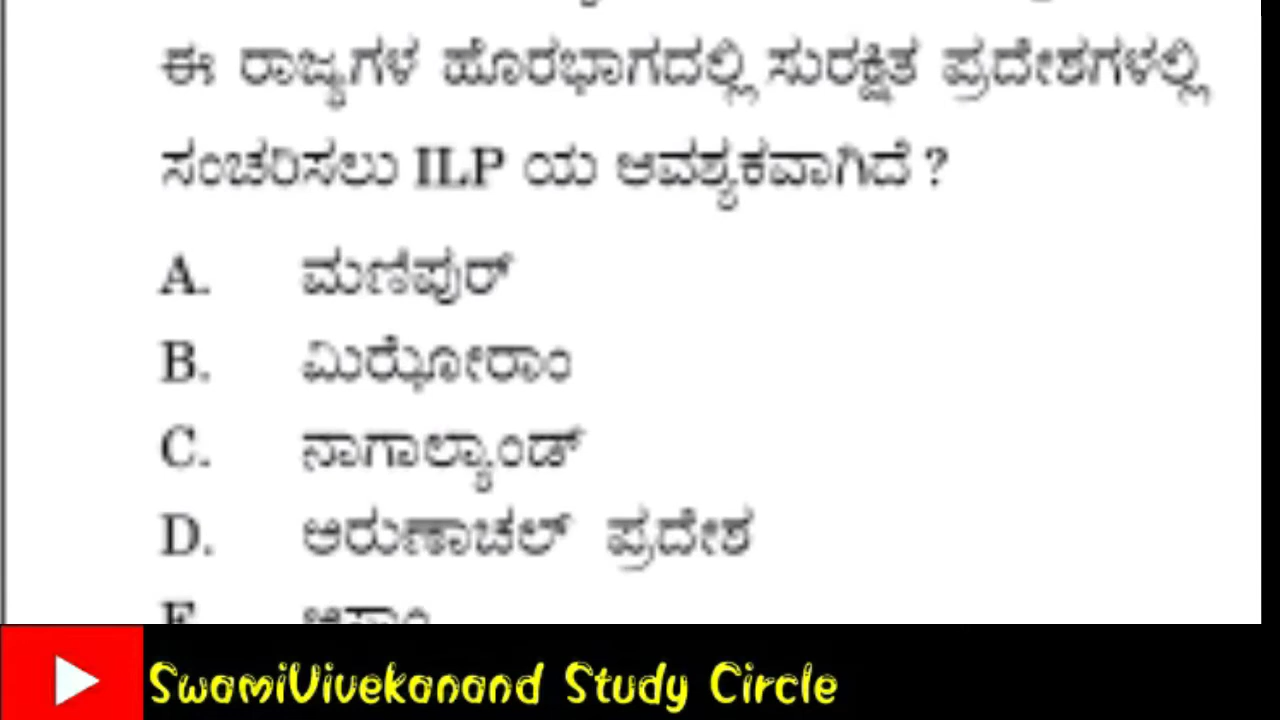 ಈ ರಾಜ್ಯಗಳ ಹೊರಭಾಗದಲ್ಲಿ ಸುರಕ್ಷಿತ ಪ್ರದೇಶಗಳಲ್ಲಿ
ಸಂಚರಿಸಲು ILP ಯ ಆವಶ್ಯಕವಾಗಿದೆ ?
A. ಮಣಿಪುರ್
B. ಮಿಝೋರಾಂ
C. ನಾಗಾಲ್ಯಾಂಡ್
D. ಅರುಣಾಚಲ್ ಪ್ರದೇಶ
SwamiVivekanand Study Circle